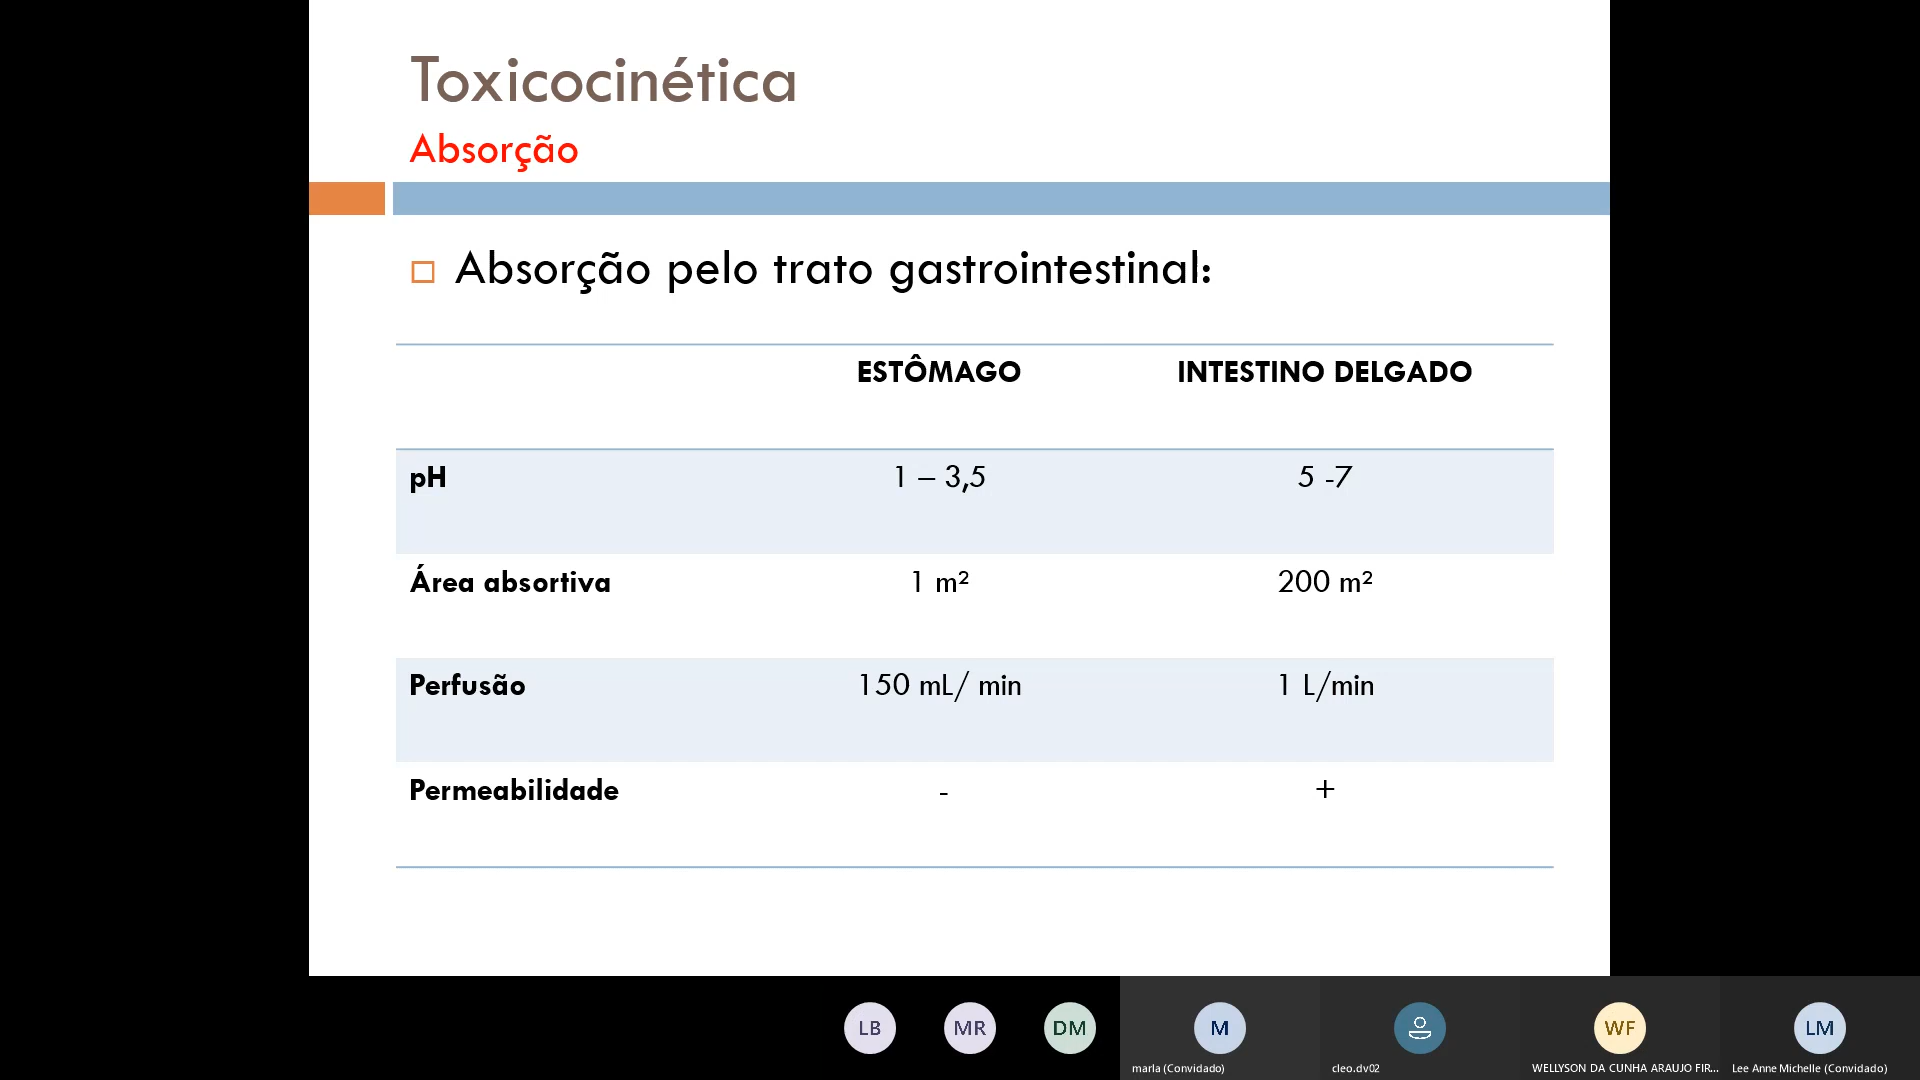 Toxicocinética
Absorção
Absorção pelo trato gastrointestinal:
ESTÔMAGO INTESTINO DELGADO
pH 1 – 3,5 5 -7
Área absortiva 1 m² 200 m²
Perfusão 150 mL/ min 1 L/min
Permeabilidade - +
LB MR DM M WF LM
marla (Convidado) cleo.dv02 WELLYSON DA CUNHA ARAUJO FIR... Lee Anne Michelle (Convidado)